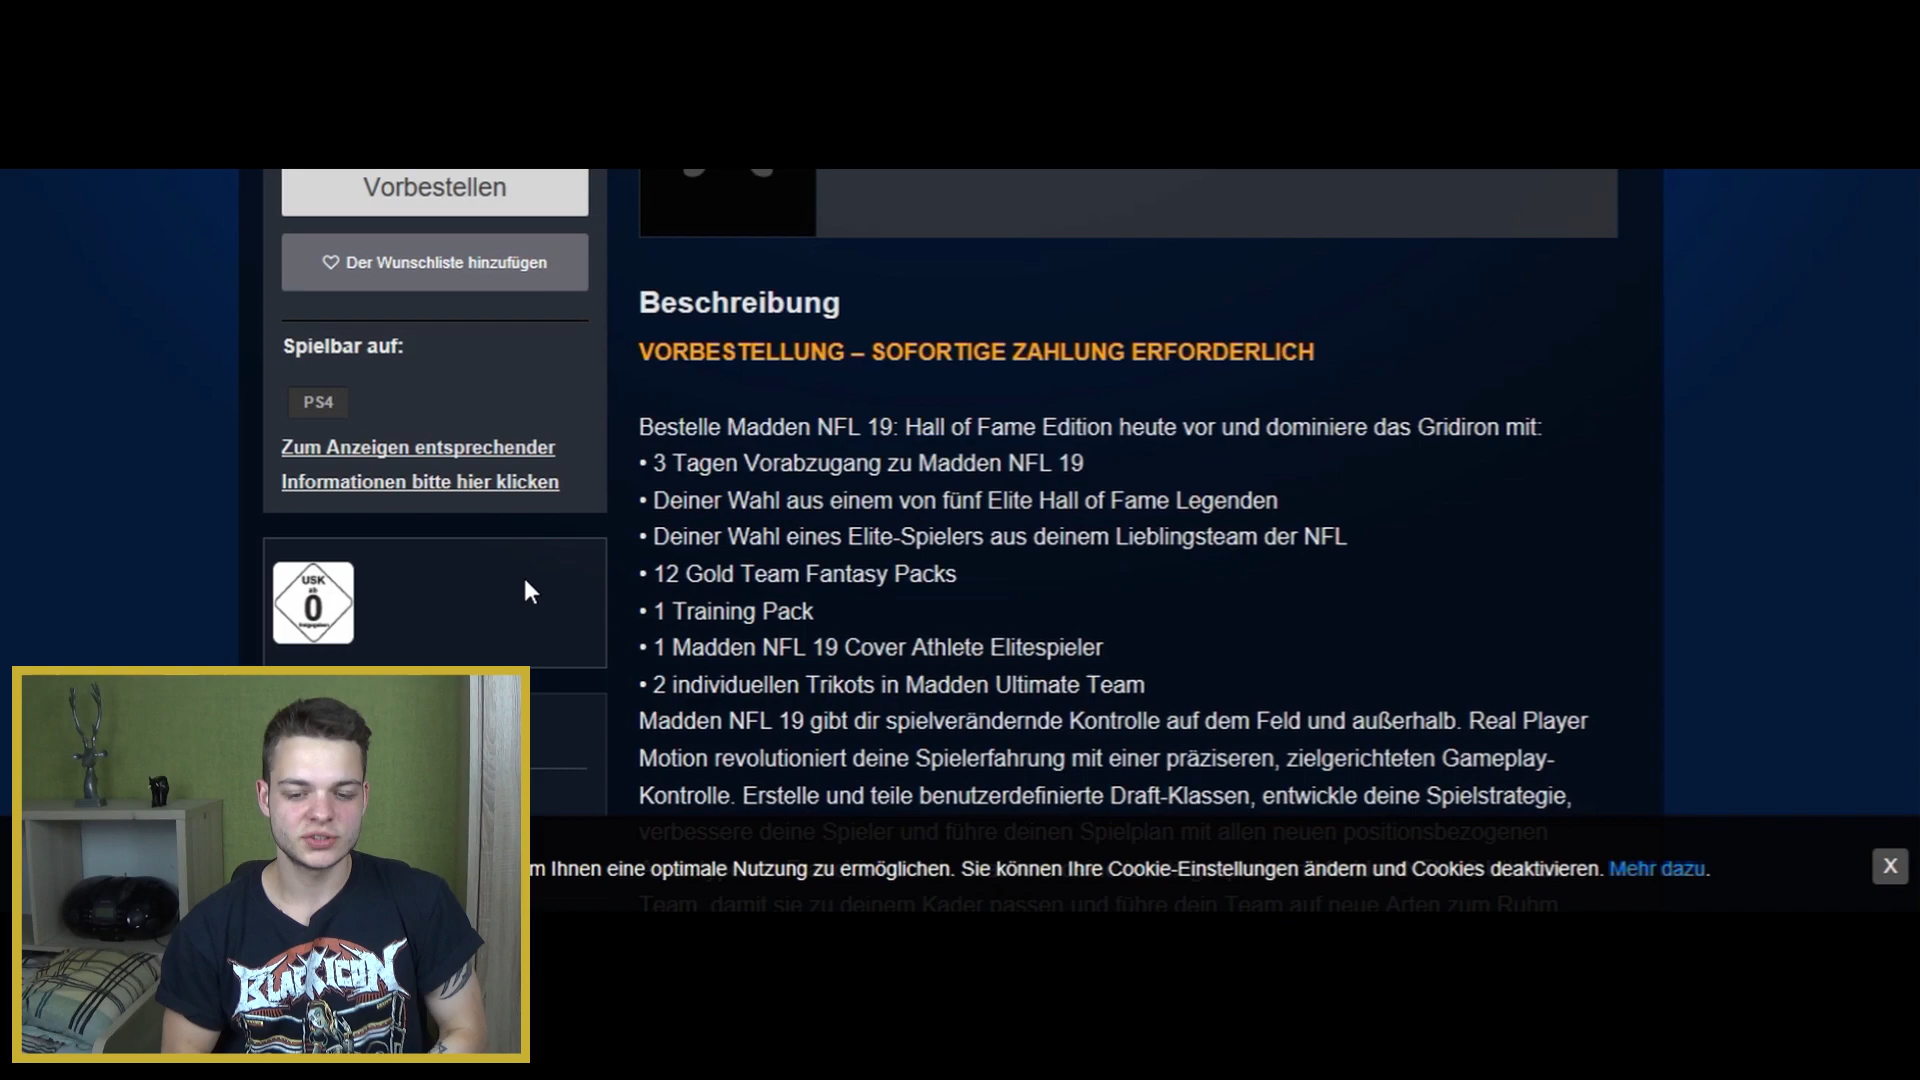 Vorbestellen
Der Wunschliste hinzufügen
Spielbar auf:
PS4
Zum Anzeigen entsprechender
Informationen bitte hier klicken
USK
ab
0
freigegeben
Beschreibung
VORBESTELLUNG – SOFORTIGE ZAHLUNG ERFORDERLICH
Bestelle Madden NFL 19: Hall of Fame Edition heute vor und dominiere das Gridiron mit:
• 3 Tagen Vorabzugang zu Madden NFL 19
• Deiner Wahl aus einem von fünf Elite Hall of Fame Legenden
• Deiner Wahl eines Elite-Spielers aus deinem Lieblingsteam der NFL
• 12 Gold Team Fantasy Packs
• 1 Training Pack
• 1 Madden NFL 19 Cover Athlete Elitespieler
• 2 individuellen Trikots in Madden Ultimate Team
Madden NFL 19 gibt dir spielverändernde Kontrolle auf dem Feld und außerhalb. Real Player
Motion revolutioniert deine Spielerfahrung mit einer präziseren, zielgerichteten Gameplay-
Kontrolle. Erstelle und teile benutzerdefinierte Draft-Klassen, entwickle deine Spielstrategie,
verbessere deine Spieler und führe deinen Spielplan mit allen neuen positionsbezogenen
m Ihnen eine optimale Nutzung zu ermöglichen. Sie können Ihre Cookie-Einstellungen ändern und Cookies deaktivieren. Mehr dazu.
X
Team, damit sie zu deinem Kader passen und führe dein Team auf neue Arten zum Ruhm
BLACK ICON